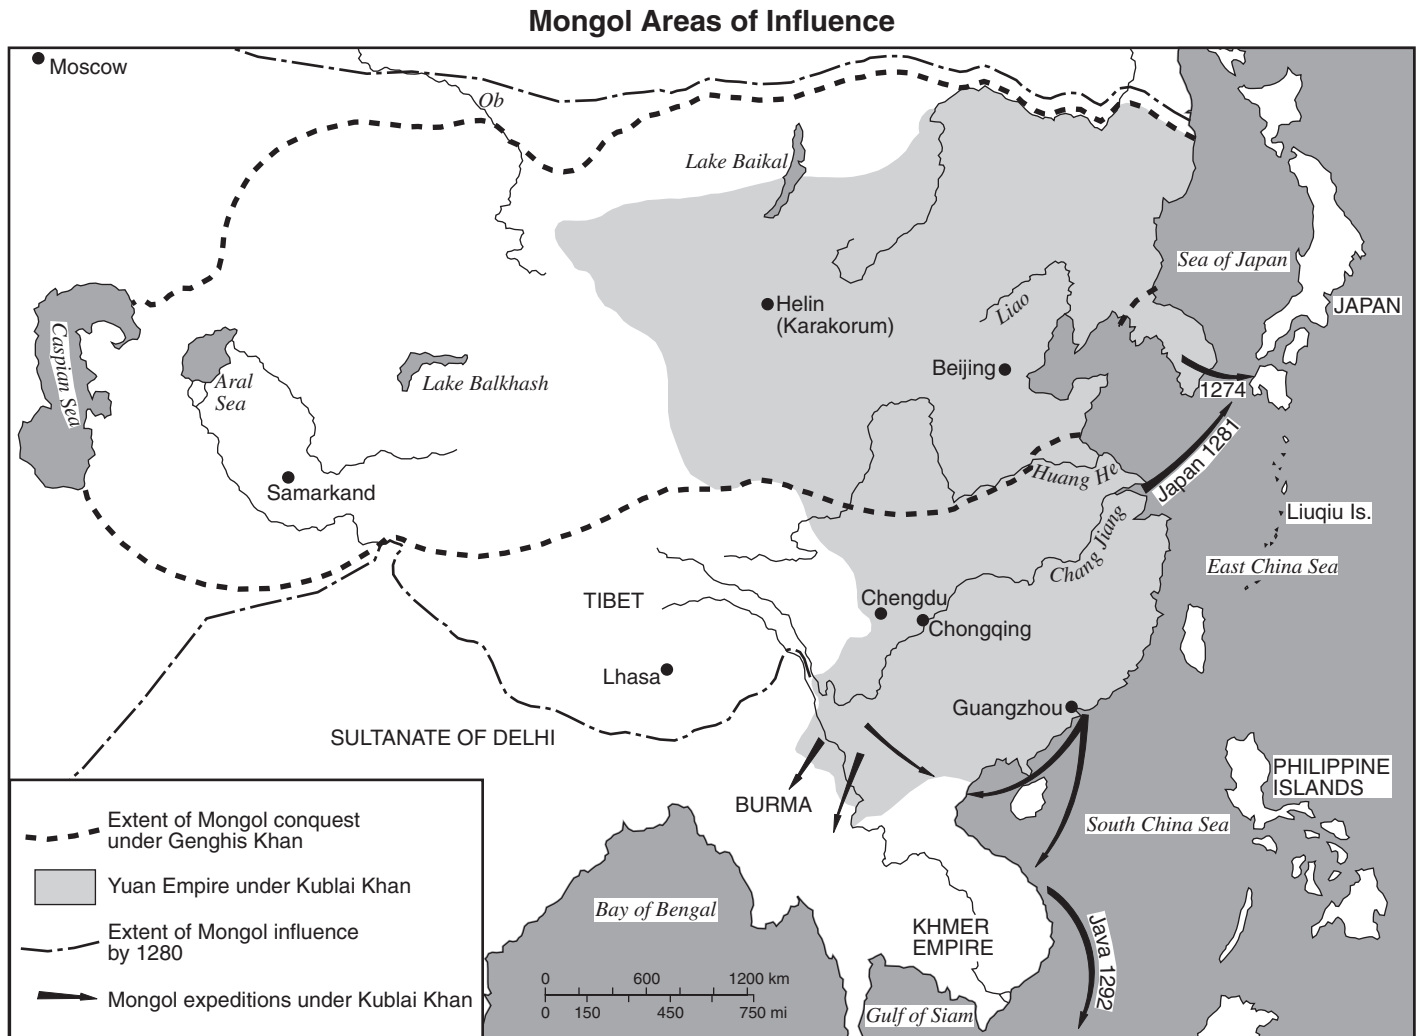 Mongol Areas of Influence
Moscow
Ob
Lake Baikal
Sea of Japan
JAPAN
Helin
(Karakorum)
Liao
Caspian Sea
Aral
Sea
Lake Balkhash
Beijing
1274
Japan 1281
Samarkand
Huang He
Liuqiu Is.
Chang Jiang
East China Sea
TIBET
Chengdu
Chongqing
Lhasa
Guangzhou
SULTANATE OF DELHI
BURMA
PHILIPPINE
ISLANDS
South China Sea
Bay of Bengal
KHMER
EMPIRE
Java 1292
Gulf of Siam
0 600 1200 km
0 150 450 750 mi
Extent of Mongol conquest
under Genghis Khan
Yuan Empire under Kublai Khan
Extent of Mongol influence
by 1280
Mongol expeditions under Kublai Khan